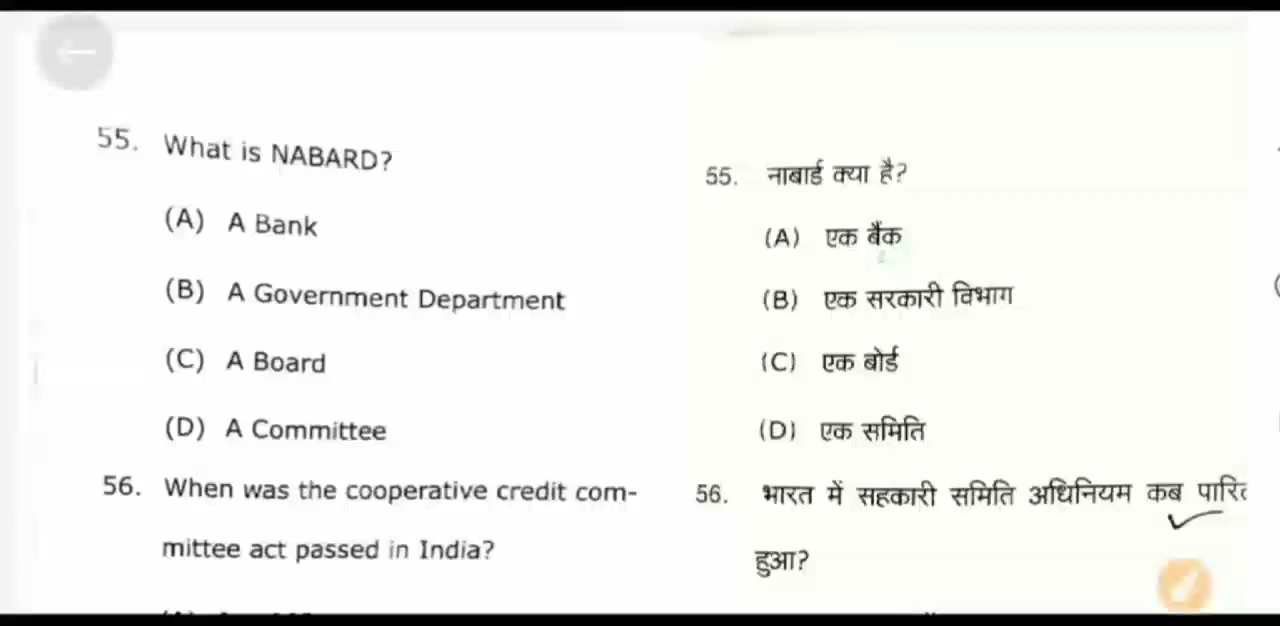 55. What is NABARD?
(A) A Bank
(B) A Government Department
(C) A Board
(D) A Committee
56. When was the cooperative credit com-
mittee act passed in India?
55. नाबार्ड क्या है?
(A) एक बैंक
(B) एक सरकारी विभाग
(C) एक बोर्ड
(D) एक समिति
56. भारत में सहकारी समिति अधिनियम कब
हुआ?